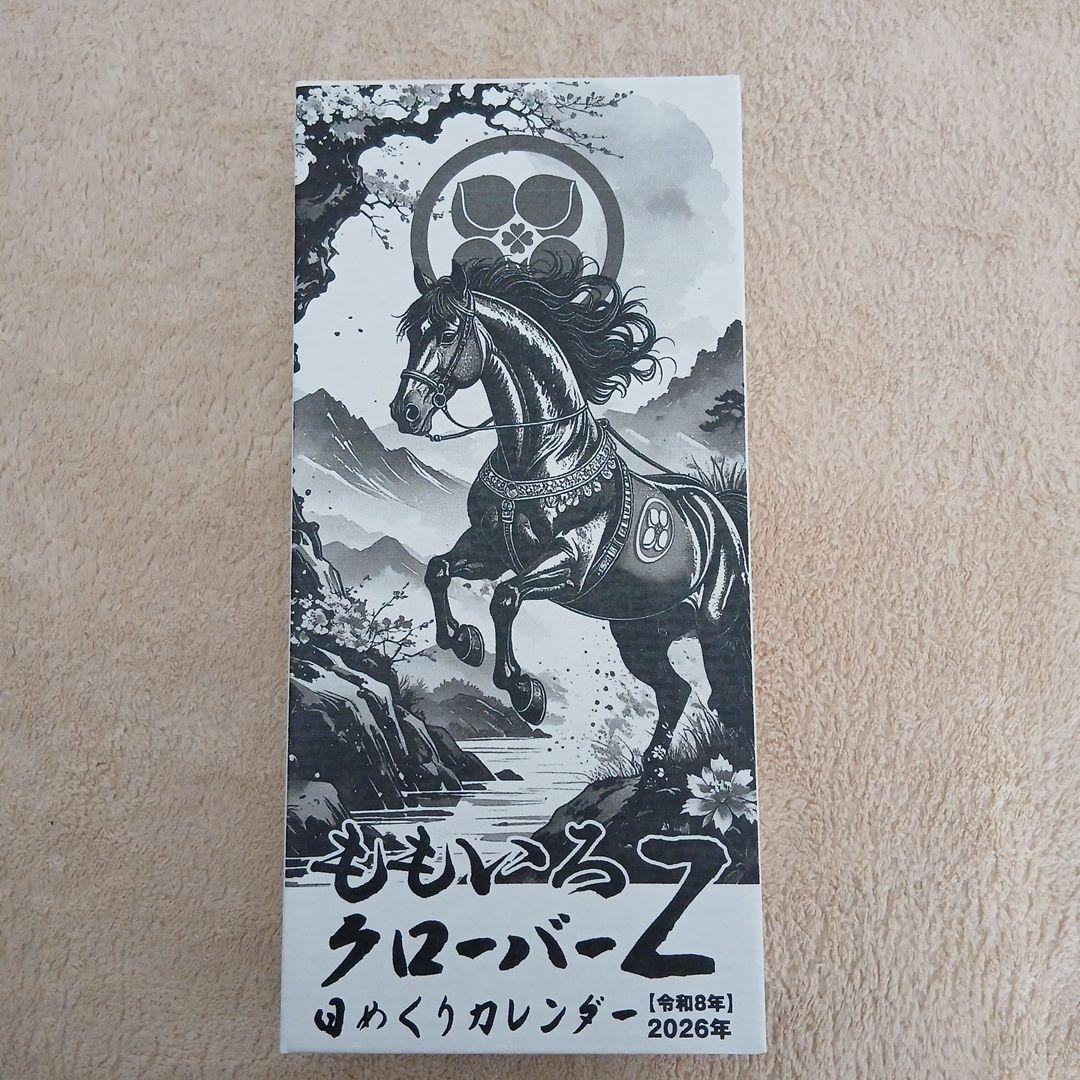 ももいろ
クローバーZ
日めくりカレンダー
【令和8年】
2026年